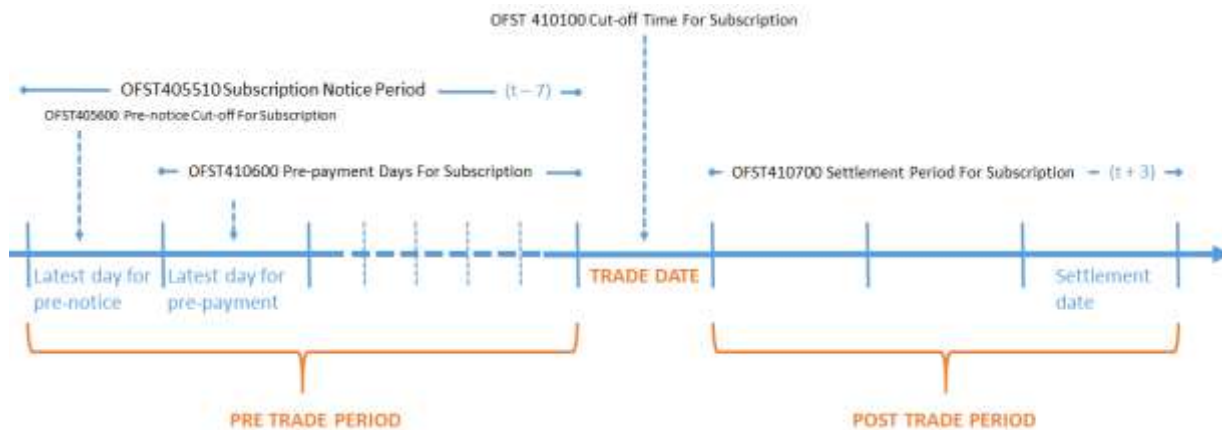 OFST 410100 Cut-off Time For Subscription
OFST405510 Subscription Notice Period (t – 7)
OFST405600 Pre-notice Cut-off For Subscription
OFST410600 Pre-payment Days For Subscription
OFST410700 Settlement Period For Subscription (t + 3)
Latest day for
pre-notice
Latest day for
pre-payment
TRADE DATE
Settlement
date
PRE TRADE PERIOD
POST TRADE PERIOD